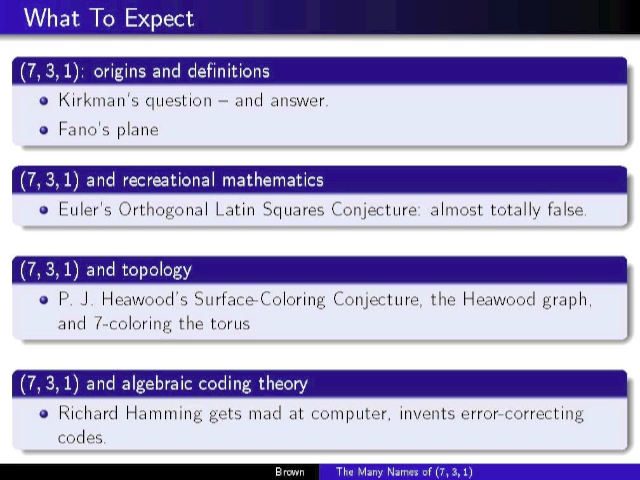 What To Expect
(7, 3, 1): origins and definitions
Kirkman's question – and answer.
Fano's plane
(7, 3, 1) and recreational mathematics
Euler's Orthogonal Latin Squares Conjecture: almost totally false.
(7, 3, 1) and topology
P. J. Heawood's Surface-Coloring Conjecture, the Heawood graph,
and 7-coloring the torus
(7, 3, 1) and algebraic coding theory
Richard Hamming gets mad at computer, invents error-correcting
codes.
Brown The Many Names of (7, 3, 1)